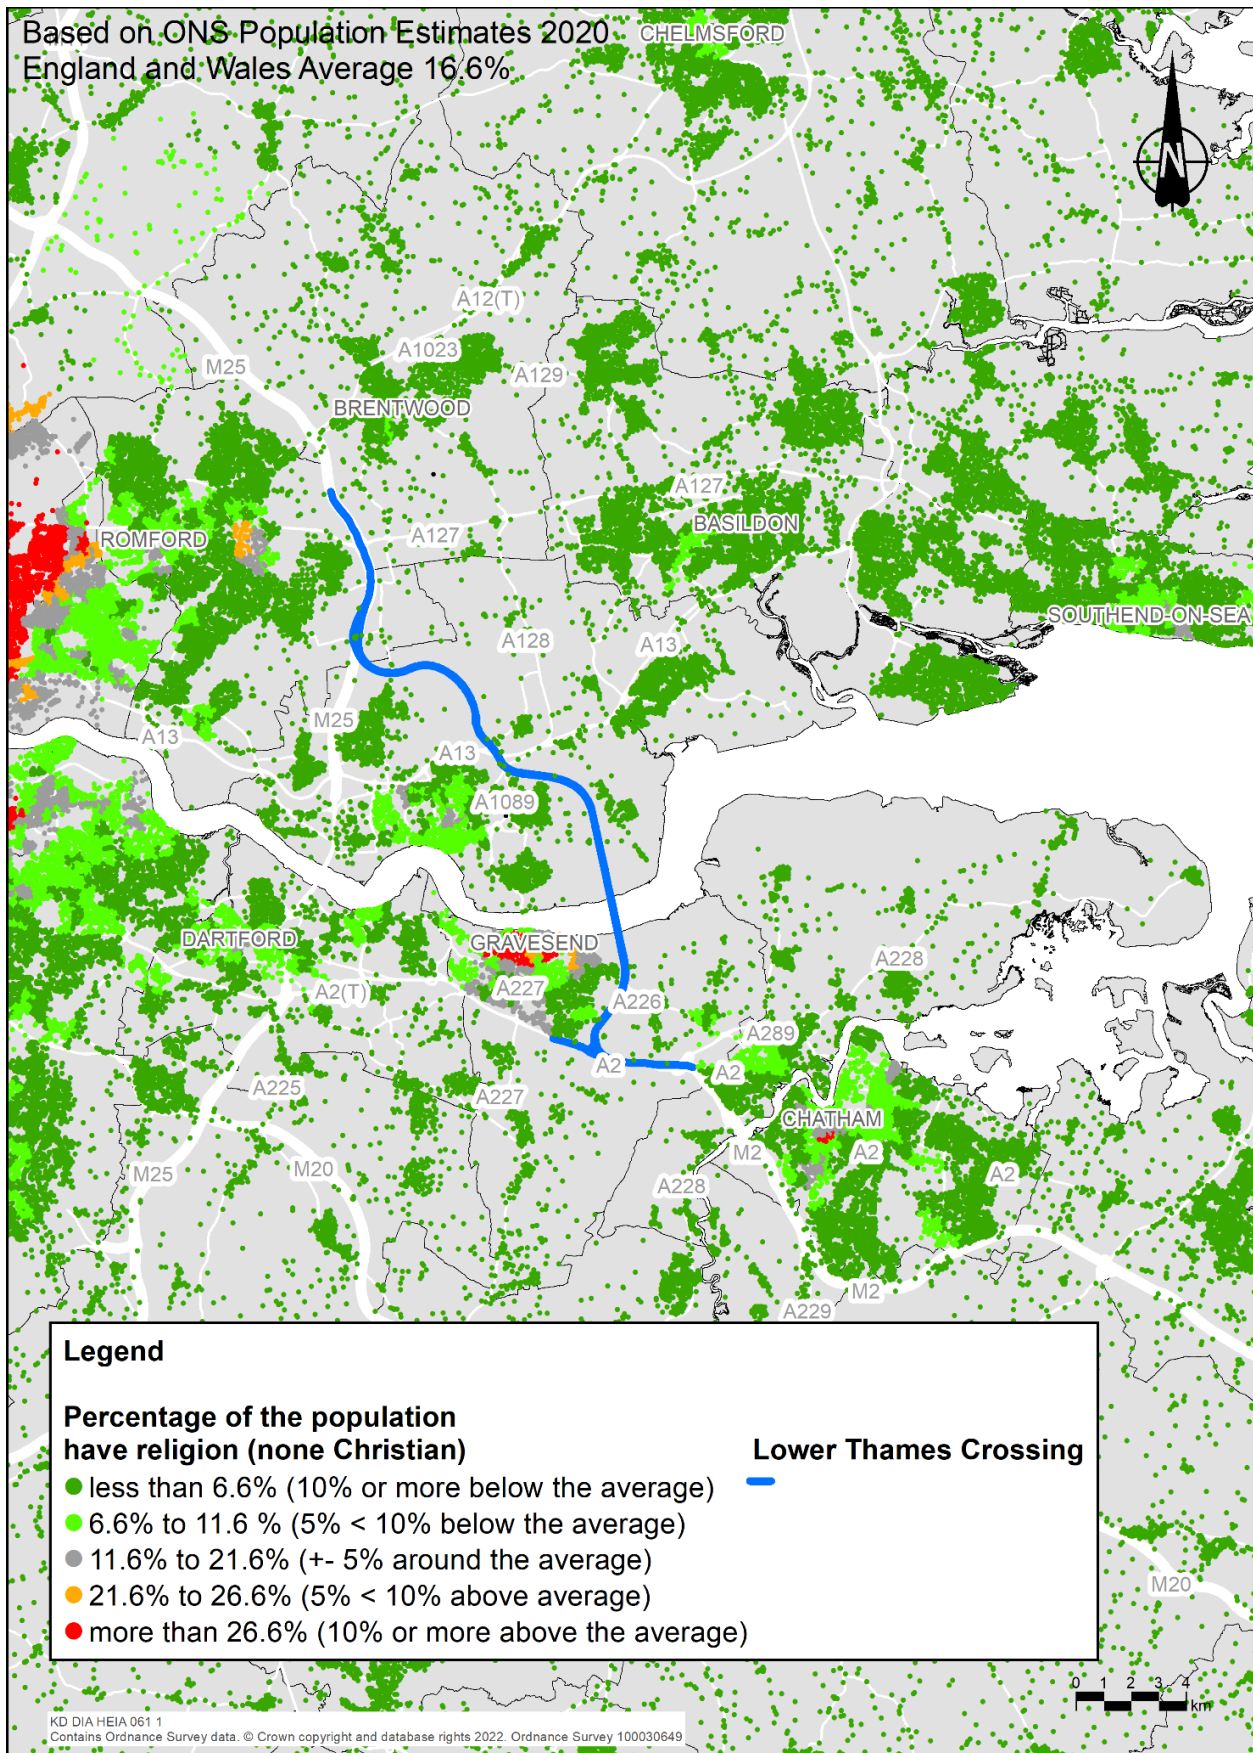 Based on ONS Population Estimates 2020
England and Wales Average 16.6%
CHELMSFORD
N
A12(T)
A1023
M25
A129
BRENTWOOD
A127
BASILDON
ROMFORD
A127
SOUTHEND-ON-SEA
A128
A13
M25
A13
A13
A1089
DARTFORD
GRAVESEND
A228
A2(T)
A227
A226
A289
A2
A2
A225
A227
CHATHAM
A2
M2
M25
M20
A228
A2
M2
A229
Legend
Percentage of the population
have religion (none Christian)
Lower Thames Crossing
less than 6.6% (10% or more below the average)
6.6% to 11.6 % (5% < 10% below the average)
11.6% to 21.6% (+- 5% around the average)
21.6% to 26.6% (5% < 10% above average)
more than 26.6% (10% or more above the average)
M20
0 1 2 3 4
km
KD DIA HEIA 061 1
Contains Ordnance Survey data. © Crown copyright and database rights 2022. Ordnance Survey 100030649